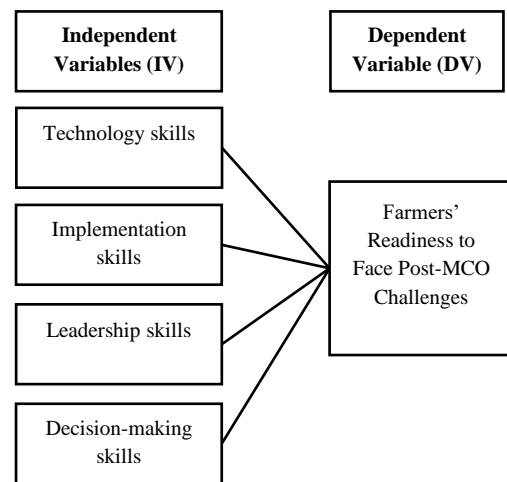 Independent
Variables (IV)
Dependent
Variable (DV)
Technology skills
Implementation
skills
Leadership skills
Decision-making
skills
Farmers’
Readiness to
Face Post-MCO
Challenges